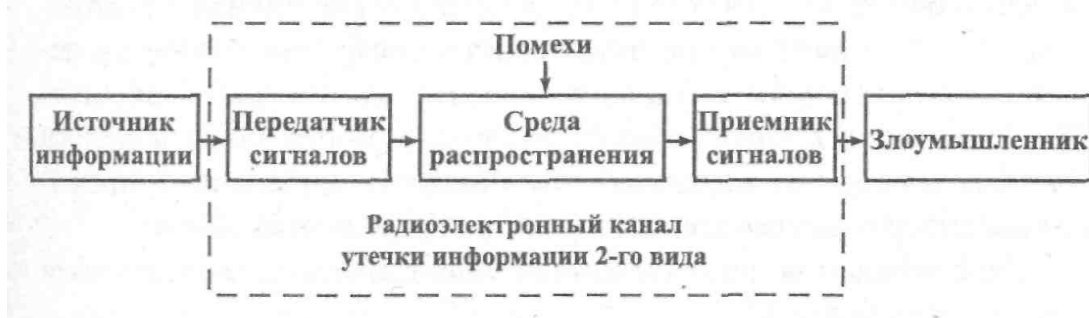 Помехи
Источник
информации
Передатчик
сигналов
Среда
распространения
Приемник
сигналов
Злоумышленник
Радиоэлектронный канал
утечки информации 2-го вида